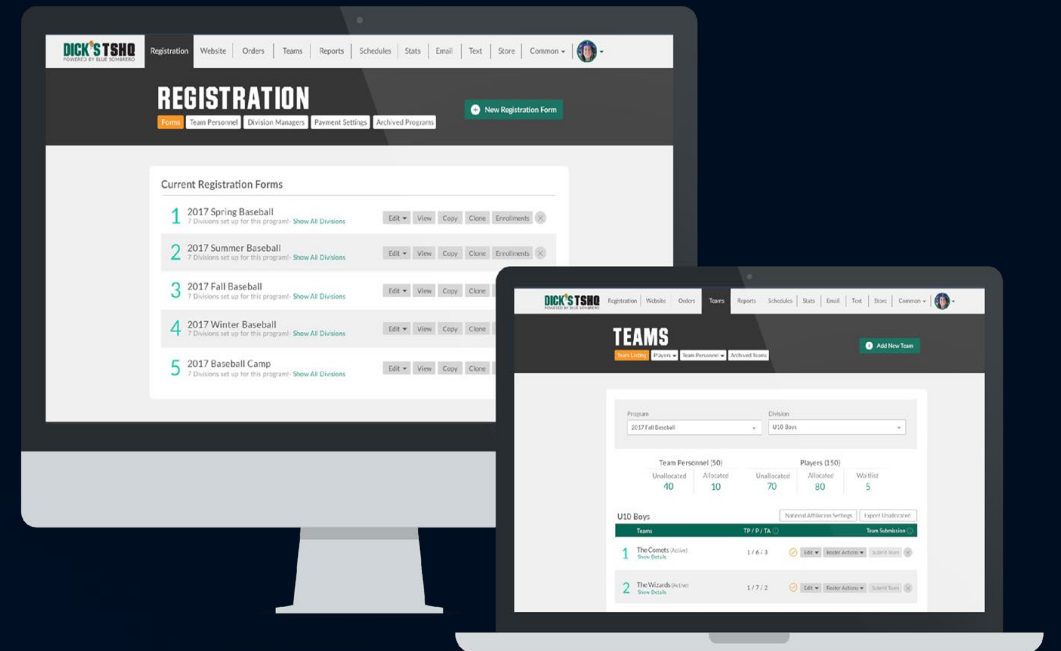 DICK'S TSHQ
POWERED BY BLUE SOMBRERO
Registration Website Orders Teams Reports Schedules Stats Email Text Store Common
REGISTRATION
New Registration Form
Forms Team Personnel Division Managers Payment Settings Archived Programs
Current Registration Forms
1 2017 Spring Baseball
7 Divisions set up for this program!- Show All Divisions
Edit View Copy Clone Enrollments
2 2017 Summer Baseball
7 Divisions set up for this program!- Show All Divisions
Edit View Copy Clone Enrollments
3 2017 Fall Baseball
7 Divisions set up for this program!- Show All Divisions
Edit View Copy Clone
4 2017 Winter Baseball
7 Divisions set up for this program!- Show All Divisions
Edit View Copy Clone
5 2017 Baseball Camp
7 Divisions set up for this program!- Show All Divisions
Edit View Copy Clone
DICK'S TSHQ
POWERED BY BLUE SOMBRERO
Registration Website Orders Teams Reports Schedules Stats Email Text Store Common
TEAMS
Add New Team
Team Listing Players Team Personnel Archived Teams
Program Division
2017 Fall Baseball U10 Boys
Team Personnel (50) Players (150)
Unallocated Allocated Unallocated Allocated Waitlist
40 10 70 80 5
U10 Boys National Affiliation Settings Export Unallocated
Teams TP / P / TA Team Submission
1 The Comets (Active) 1 / 6 / 3 Edit Roster Actions Submit Team
Show Details
2 The Wizards (Active) 1 / 7 / 2 Edit Roster Actions Submit Team
Show Details